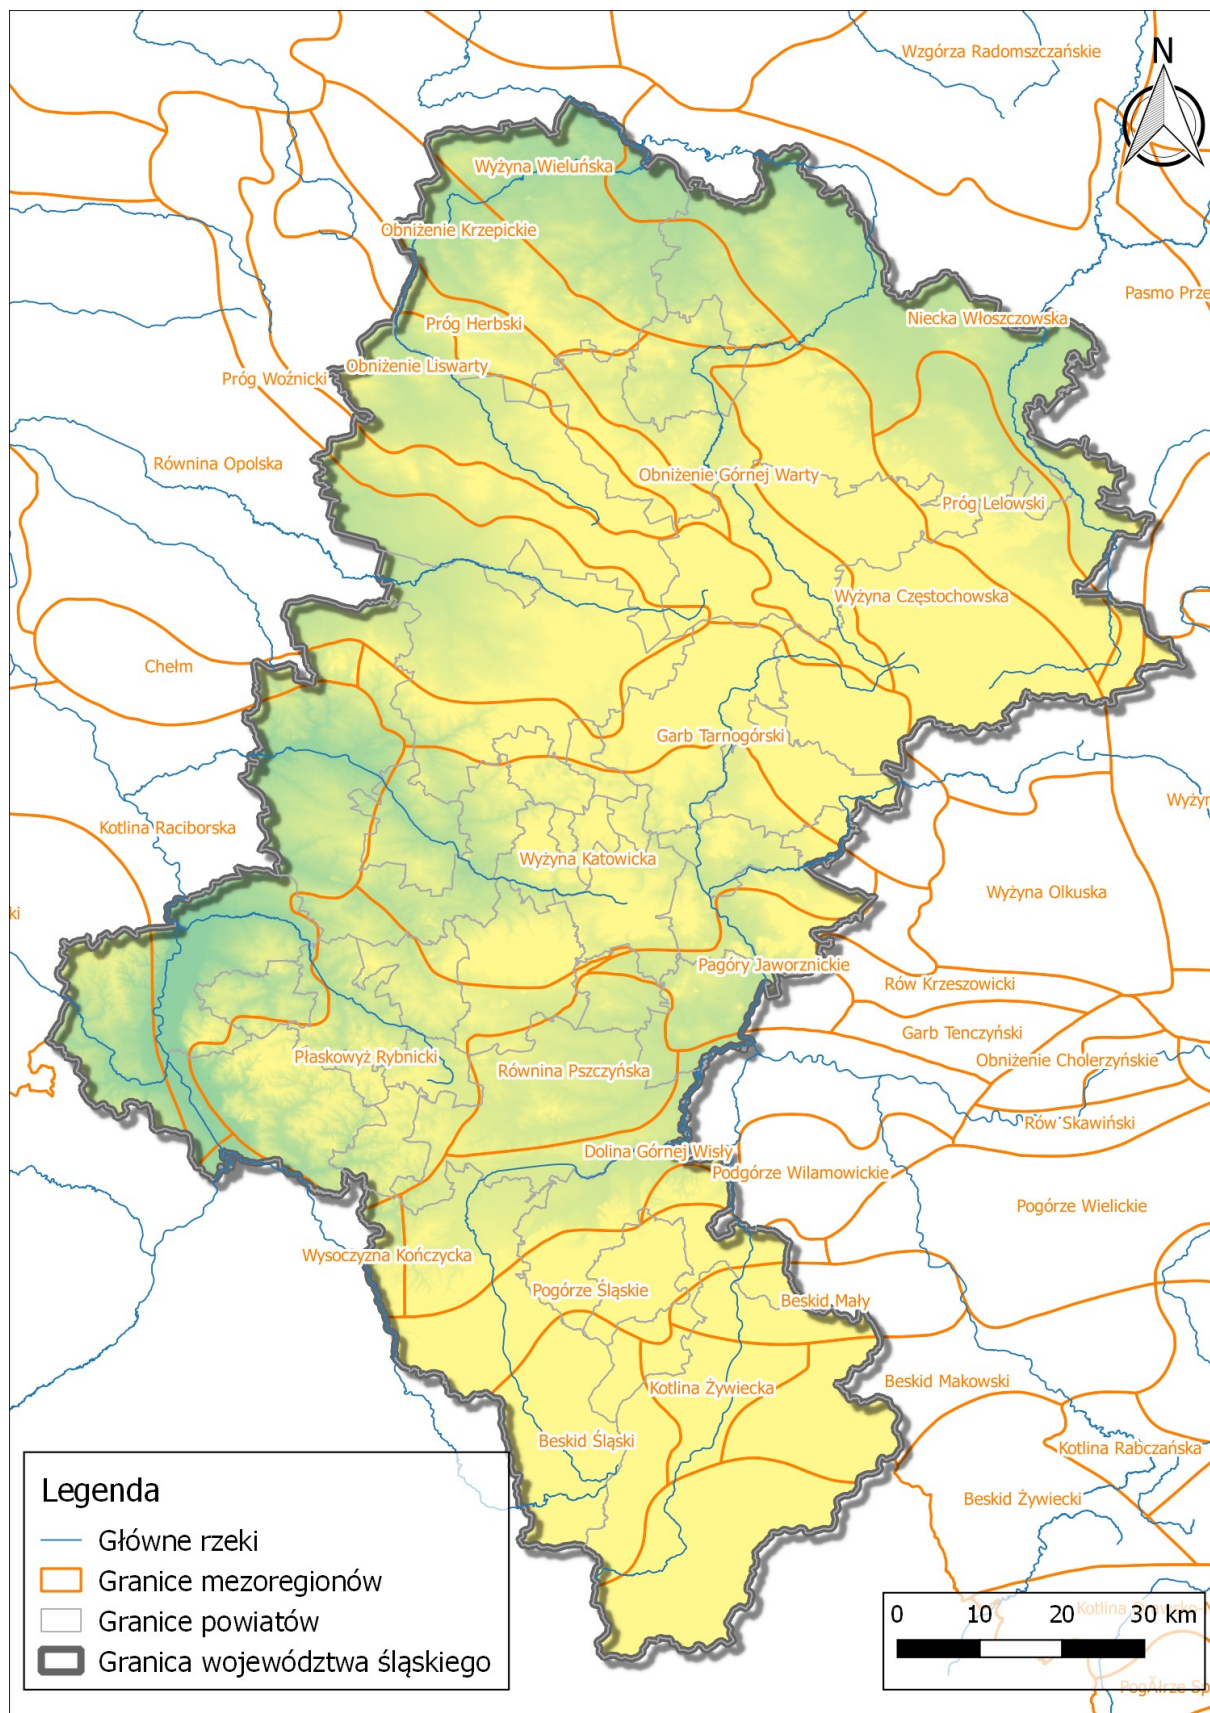 Wzgórza Radomszczańskie
N
Wyżyna Wieluńska
Obniżenie Krzepickie
Pasmo Prze
Niecka Włoszczowska
Próg Herbski
Obniżenie Liswarty
Próg Woźnicki
Równina Opolska
Obniżenie Górnej Warty
Próg Lelowski
Wyżyna Częstochowska
Chełm
Garb Tarnogórski
Wyżyn
Kotlina Raciborska
Wyżyna Katowicka
Wyżyna Olkuska
ki
Pagóry Jaworznickie
Rów Krzeszowicki
Garb Tenczyński
Płaskowyż Rybnicki
Równina Pszczyńska
Obniżenie Cholerzyńskie
Rów Skawiński
Dolina Górnej Wisły
Podgórze Wilamowickie
Pogórze Wielickie
Wysoczyzna Kończycka
Pogórze Śląskie
Beskid Mały
Kotlina Żywiecka
Beskid Makowski
Beskid Śląski
Kotlina Rabczańska
Beskid Żywiecki
Legenda
Główne rzeki
Granice mezoregionów
Granice powiatów
Granica województwa śląskiego
0 10 20 30 km
Kotlina
PogĂłrze Sp